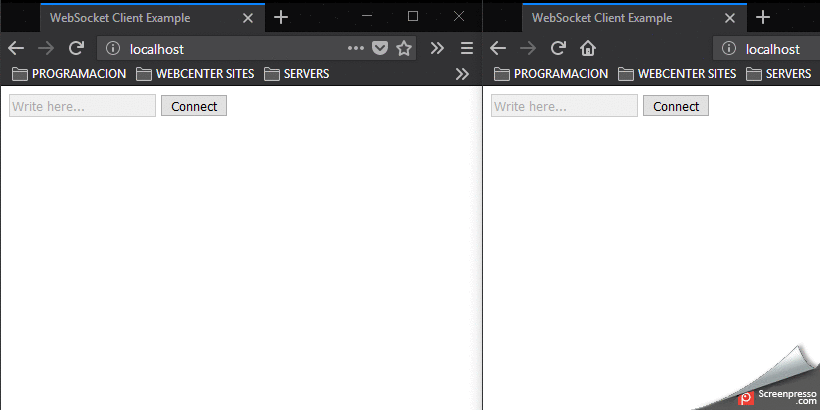 WebSocket Client Example
localhost
PROGRAMACION WEBCENTER SITES SERVERS
Write here... Connect
WebSocket Client Example
localhost
PROGRAMACION WEBCENTER SITES SERVERS
Write here... Connect
Screenpresso
.com